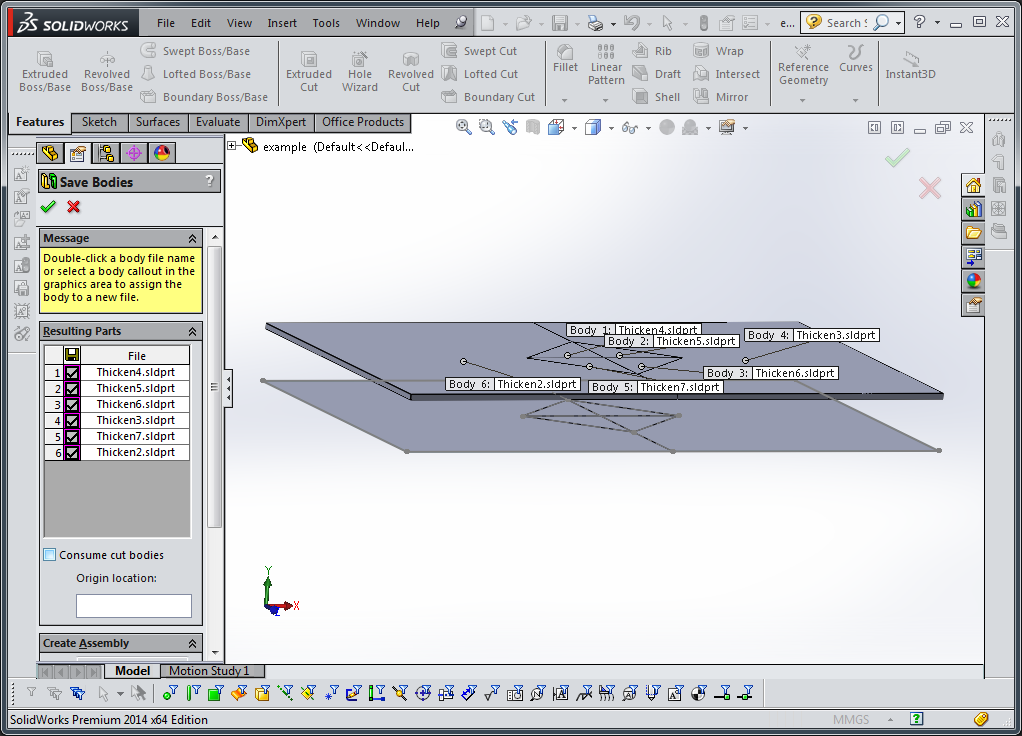 SOLIDWORKS File Edit View Insert Tools Window Help e... Search S
Extruded Boss/Base
Revolved Boss/Base
Swept Boss/Base
Lofted Boss/Base
Boundary Boss/Base
Extruded Cut
Hole Wizard
Revolved Cut
Swept Cut
Lofted Cut
Boundary Cut
Fillet
Linear Pattern
Rib
Draft
Shell
Wrap
Intersect
Mirror
Reference Geometry
Curves
Instant3D
Features Sketch Surfaces Evaluate DimXpert Office Products
example (Default<<Defaul...
Save Bodies ?
Message
Double-click a body file name
or select a body callout in the
graphics area to assign the
body to a new file.
Resulting Parts
File
1 Thicken4.sldprt
2 Thicken5.sldprt
3 Thicken6.sldprt
4 Thicken3.sldprt
5 Thicken7.sldprt
6 Thicken2.sldprt
Consume cut bodies
Origin location:
Create Assembly
Body 1: Thicken4.sldprt
Body 2: Thicken5.sldprt
Body 4: Thicken3.sldprt
Body 3: Thicken6.sldprt
Body 6: Thicken2.sldprt
Body 5: Thicken7.sldprt
Y
X
Z
Model Motion Study 1
SolidWorks Premium 2014 x64 Edition MMGS